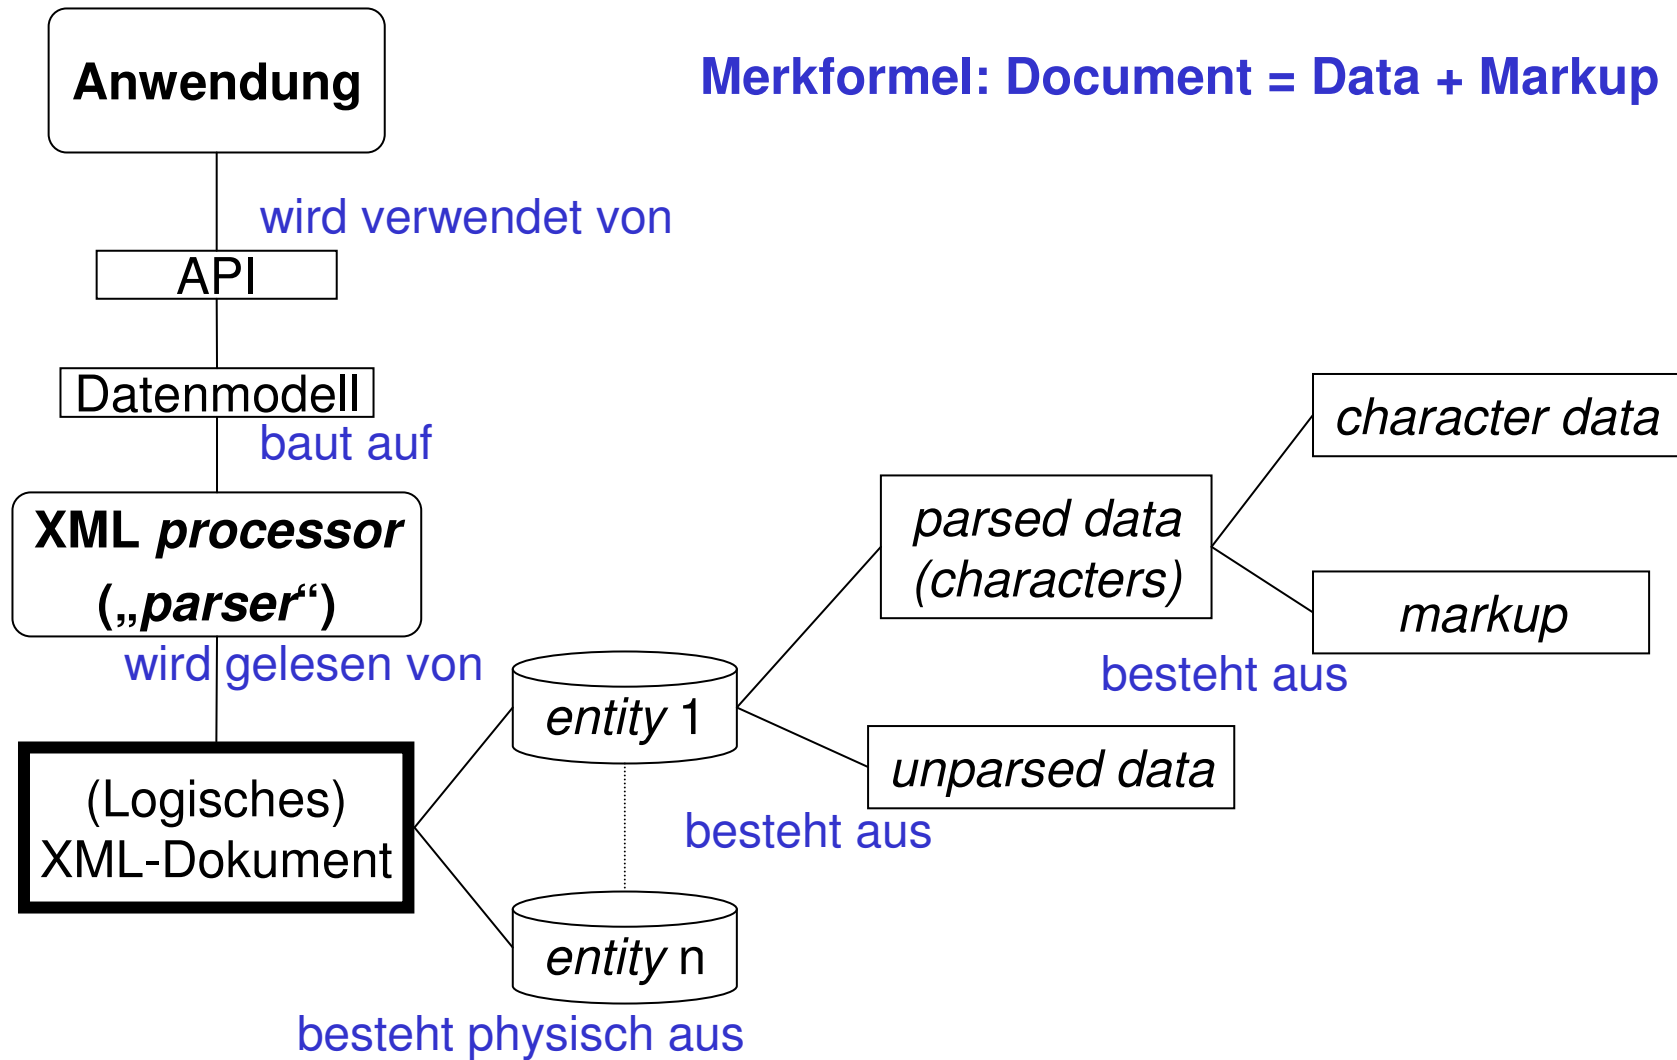 Anwendung
Merkformel: Document = Data + Markup
wird verwendet von
API
Datenmodell
baut auf
XML processor
(„parser“)
wird gelesen von
(Logisches)
XML-Dokument
entity 1
entity n
besteht physisch aus
parsed data
(characters)
unparsed data
besteht aus
character data
markup
besteht aus